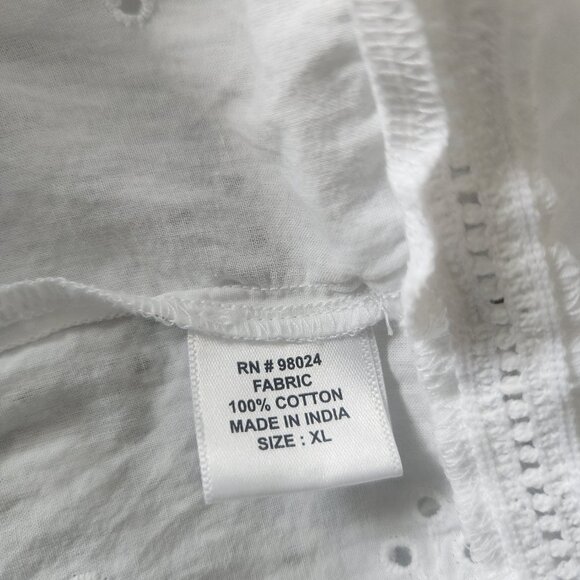 RN # 98024
FABRIC
100% COTTON
MADE IN INDIA
SIZE : XL